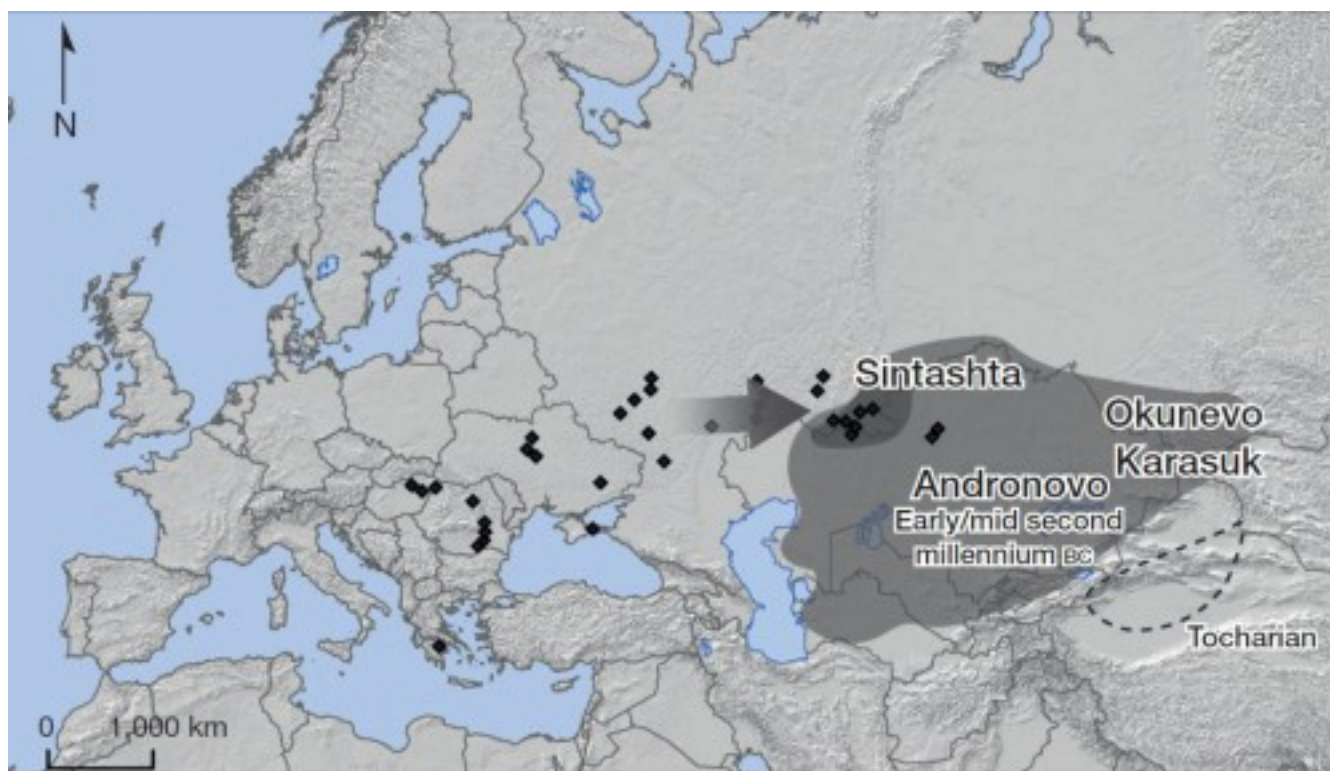 N
Sintashta
Okunevo
Karasuk
Andronovo
Early/mid second
millennium BC
Tocharian
0 1,000 km